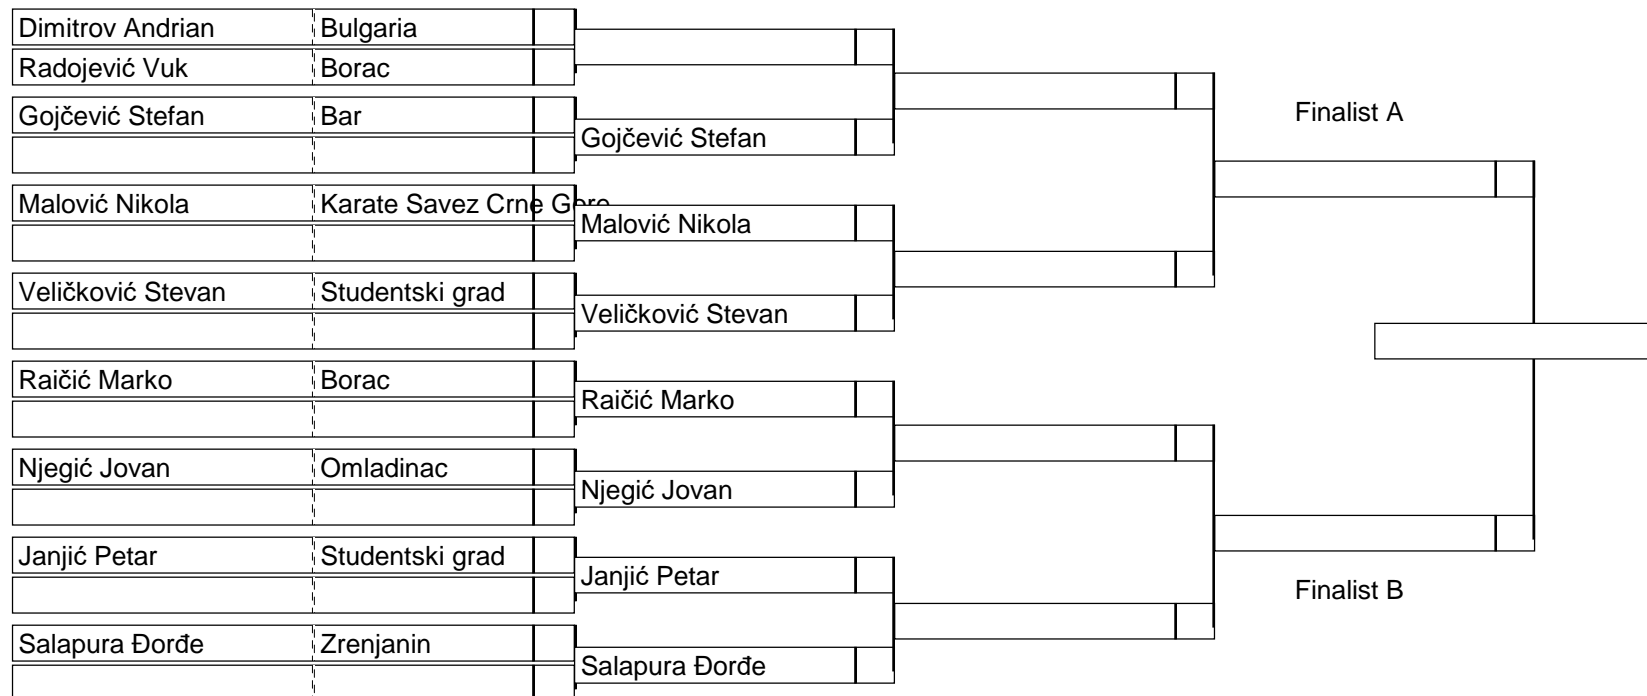 Dimitrov Andrian Bulgaria
Radojević Vuk Borac
Finalist A
Gojčević Stefan Bar
Gojčević Stefan
Malović Nikola Karate Savez Crne Gore
Malović Nikola
Veličković Stevan Studentski grad
Veličković Stevan
Raičić Marko Borac
Raičić Marko
Njegić Jovan Omladinac
Njegić Jovan
Janjić Petar Studentski grad
Janjić Petar
Finalist B
Salapura Đorđe Zrenjanin
Salapura Đorđe